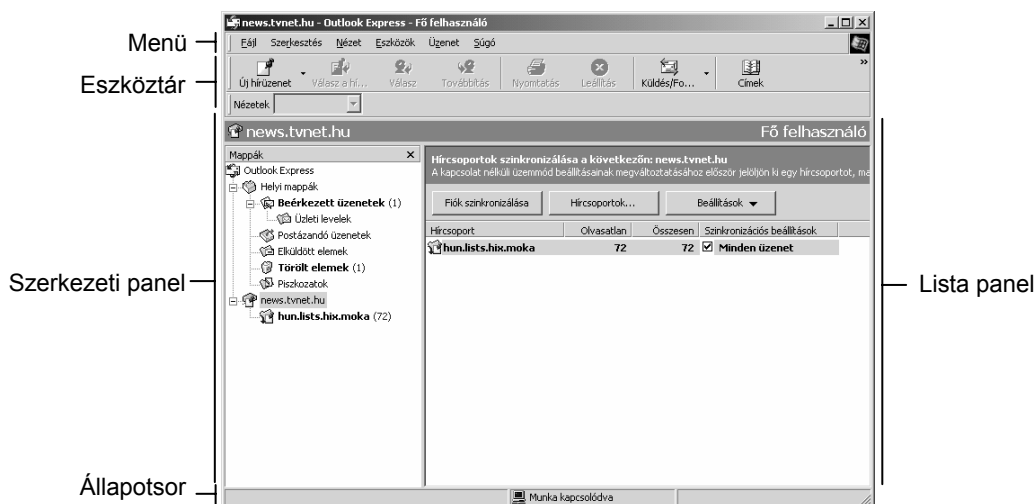 news.tvnet.hu - Outlook Express - Fő felhasználó
Menü
Fájl Szerkesztés Nézet Eszközök Üzenet Súgó
Eszköztár
Új hírüzenet Válasz a hí... Válasz Továbbítás Nyomtatás Leállítás Küldés/Fo... Címek »
Nézetek
news.tvnet.hu Fő felhasználó
Mappák
Outlook Express
Helyi mappák
Beérkezett üzenetek (1)
Üzleti levelek
Postázandó üzenetek
Elküldött elemek
Törölt elemek (1)
Piszkozatok
news.tvnet.hu
hun.lists.hix.moka (72)
Hírcsoportok szinkronizálása a következőn: news.tvnet.hu
A kapcsolat nélküli üzemmód beállításainak megváltoztatásához először jelöljön ki egy hírcsoportot, ma
Fiók szinkronizálása Hírcsoportok... Beállítások
Hírcsoport Olvasatlan Összesen Szinkronizációs beállítások
hun.lists.hix.moka 72 72 Minden üzenet
Szerkezeti panel
Lista panel
Állapotsor
Munka kapcsolódva